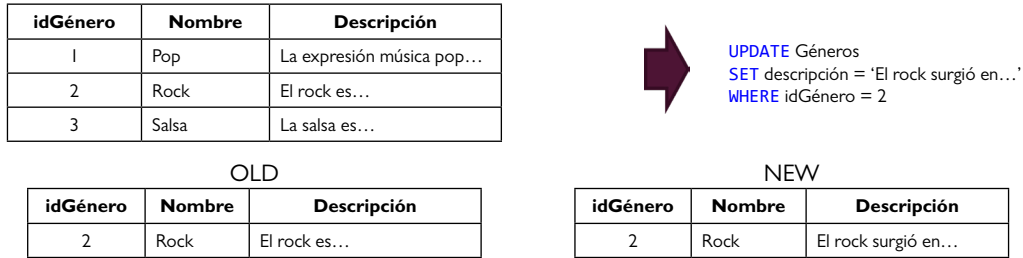 idGénero Nombre Descripción
1 Pop La expresión música pop…
2 Rock El rock es…
3 Salsa La salsa es…
UPDATE Géneros
SET descripción = ‘El rock surgió en…’
WHERE idGénero = 2
OLD
idGénero Nombre Descripción
2 Rock El rock es…
NEW
idGénero Nombre Descripción
2 Rock El rock surgió en…